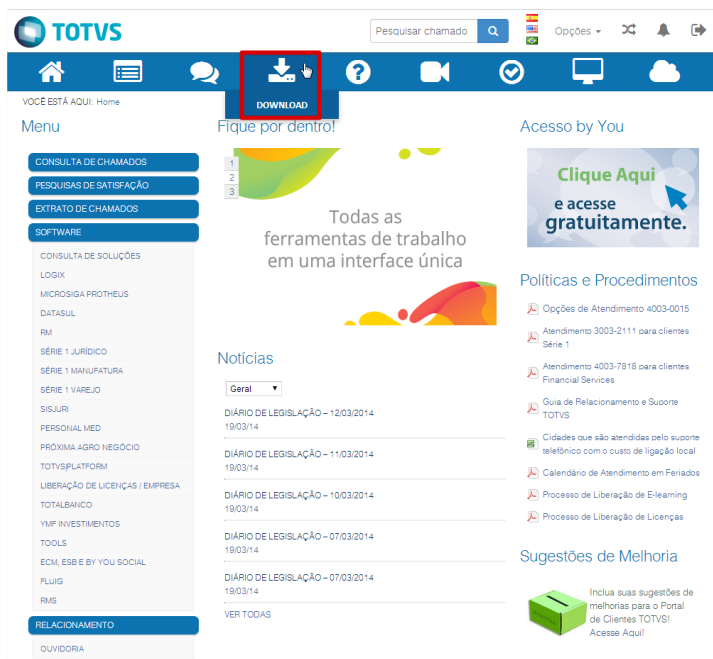 TOTVS
Pesquisar chamado
Opções
DOWNLOAD
VOCÊ ESTÁ AQUI: Home
Menu
CONSULTA DE CHAMADOS
PESQUISAS DE SATISFAÇÃO
EXTRATO DE CHAMADOS
SOFTWARE
CONSULTA DE SOLUÇÕES
LOGIX
MICROSIGA PROTHEUS
DATASUL
RM
SÉRIE 1 JURÍDICO
SÉRIE 1 MANUFATURA
SÉRIE 1 VAREJO
SISJURI
PERSONAL MED
PRÓXIMA AGRO NEGÓCIO
TOTVS|PLATFORM
LIBERAÇÃO DE LICENÇAS / EMPRESA
TOTALBANCO
YMF INVESTIMENTOS
TOOLS
ECM, ESB E BY YOU SOCIAL
FLUIG
RMS
RELACIONAMENTO
OUVIDORIA
Fique por dentro!
1
2
3
Todas as
ferramentas de trabalho
em uma interface única
Notícias
Geral
DIÁRIO DE LEGISLAÇÃO – 12/03/2014
19/03/14
DIÁRIO DE LEGISLAÇÃO – 11/03/2014
19/03/14
DIÁRIO DE LEGISLAÇÃO – 10/03/2014
19/03/14
DIÁRIO DE LEGISLAÇÃO – 07/03/2014
19/03/14
DIÁRIO DE LEGISLAÇÃO – 07/03/2014
19/03/14
VER TODAS
Acesso by You
Clique Aqui
e acesse
gratuitamente.
Políticas e Procedimentos
Opções de Atendimento 4003-0015
Atendimento 3003-2111 para clientes
Série 1
Atendimento 4003-7818 para clientes
Financial Services
Guia de Relacionamento e Suporte
TOTVS
Cidades que são atendidas pelo suporte
telefônico com o custo de ligação local
Calendário de Atendimento em Feriados
Processo de Liberação de E-learning
Processo de Liberação de Licenças
Sugestões de Melhoria
Inclua suas sugestões de
melhorias para o Portal
de Clientes TOTVS!
Acesse Aqui!